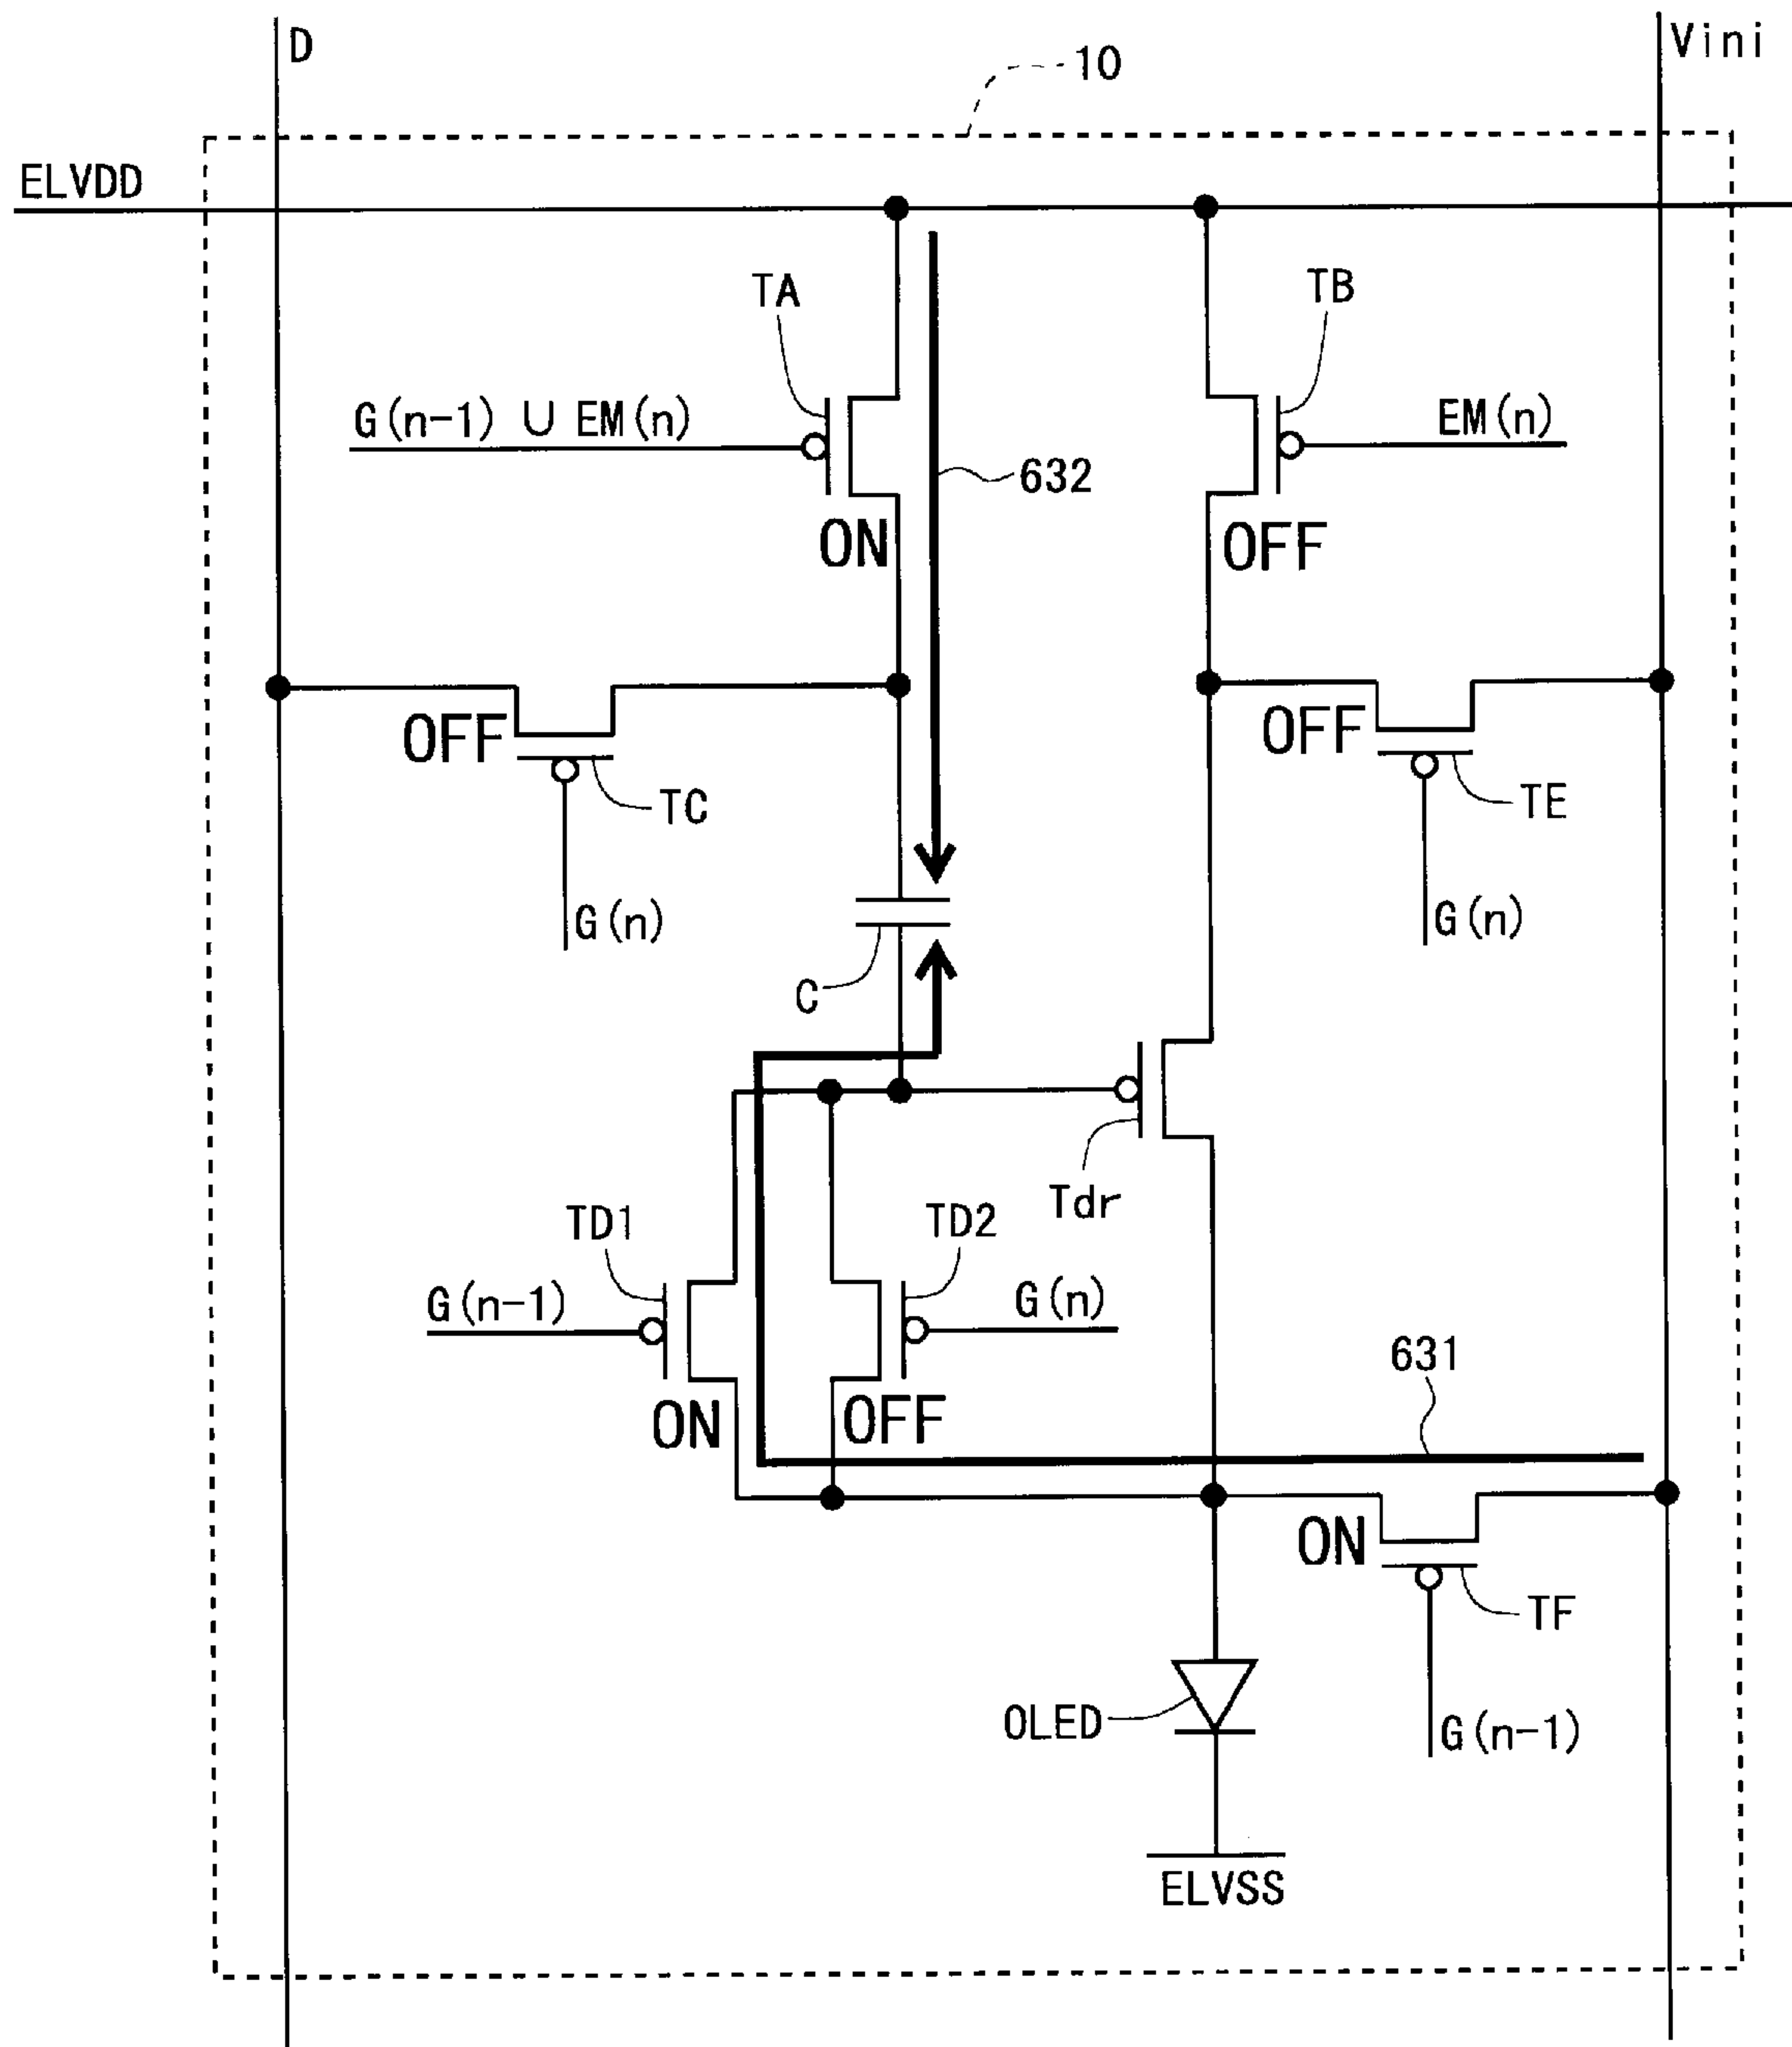 D
Vini
10
ELVDD
TA
TB
G(n-1) ∪ EM(n)
EM(n)
632
ON
OFF
OFF
OFF
TC
TE
G(n)
G(n)
C
Tdr
TD1
TD2
G(n-1)
G(n)
631
ON
OFF
ON
TF
OLED
G(n-1)
ELVSS